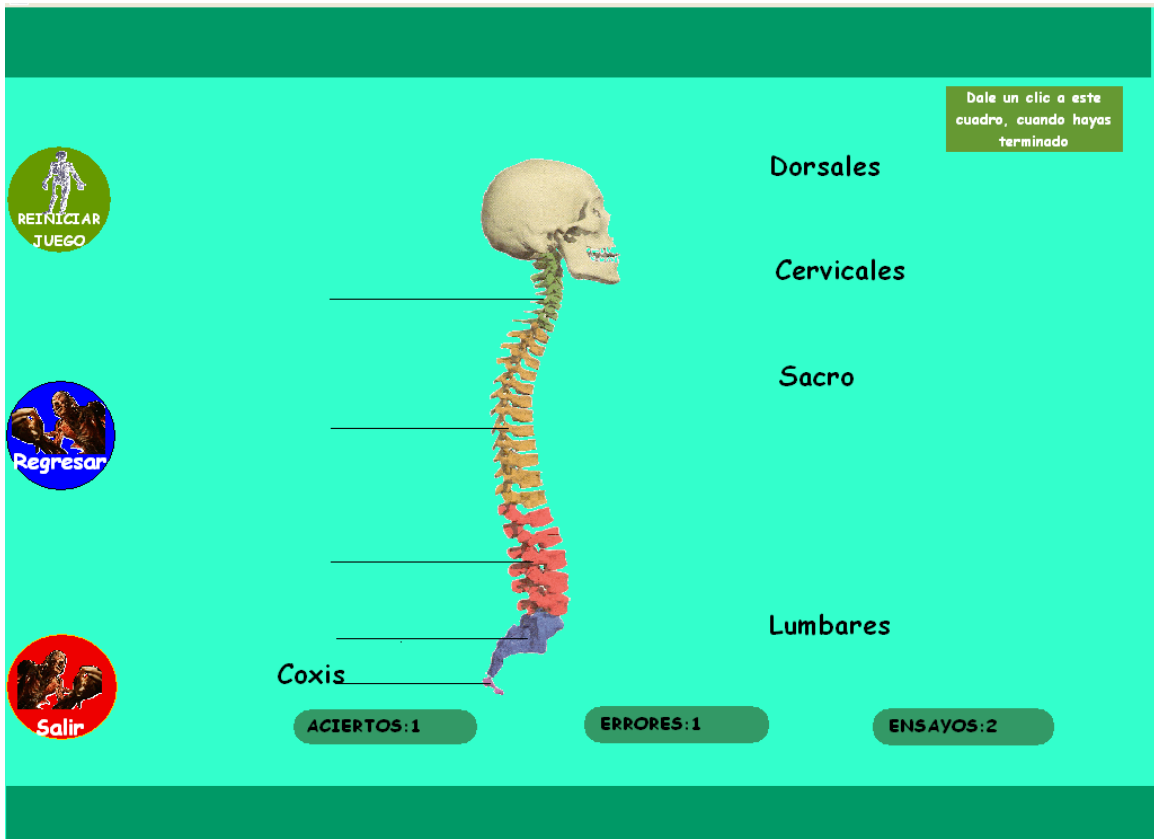 Dale un clic a este
cuadro, cuando hayas
terminado
Dorsales
REINICIAR
JUEGO
Cervicales
Sacro
Regresar
Lumbares
Coxis
Salir
ACIERTOS:1
ERRORES:1
ENSAYOS:2